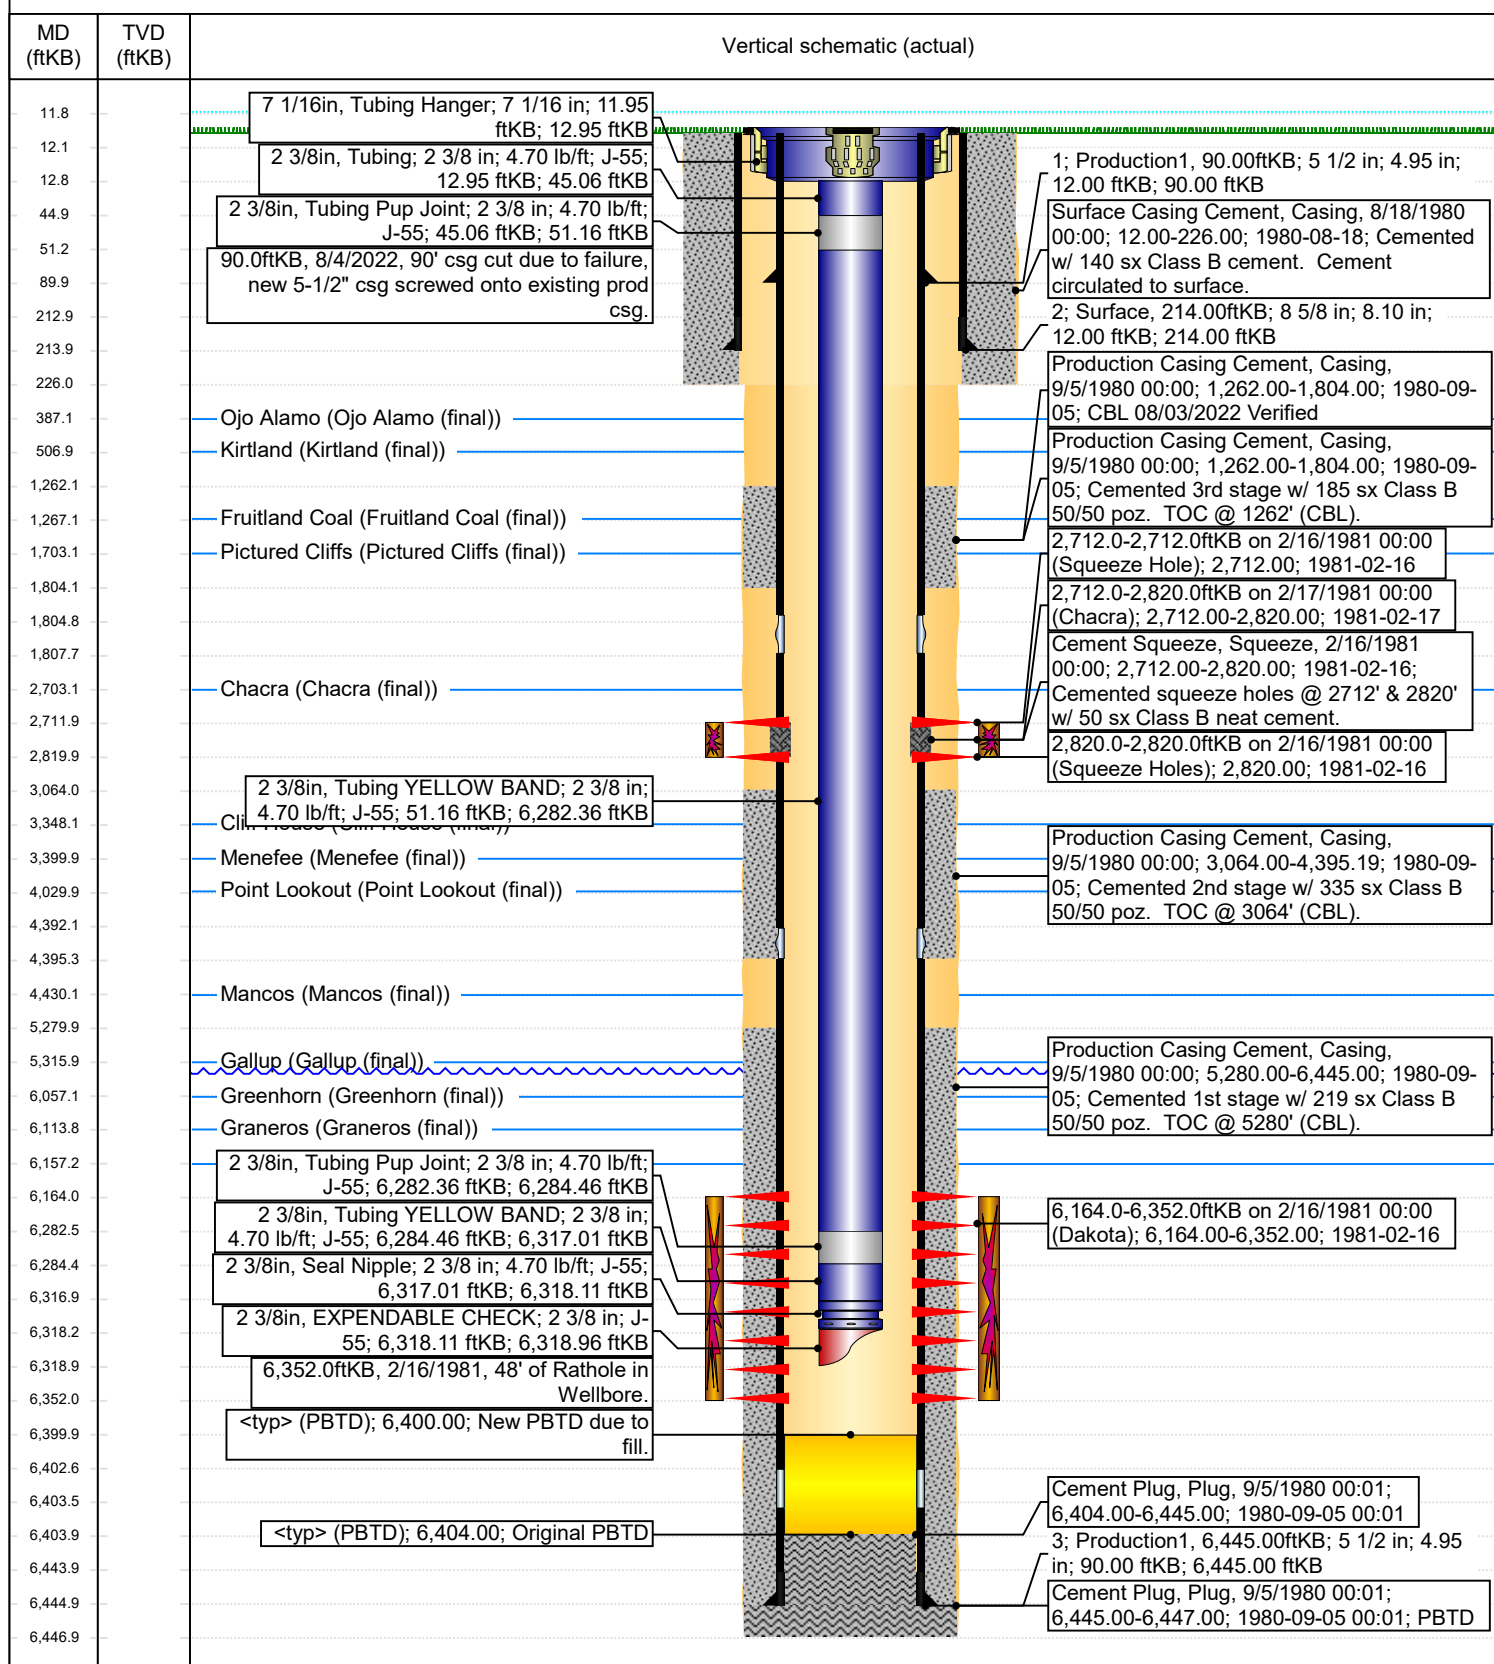 MD
(ftKB)
TVD
(ftKB)
Vertical schematic (actual)
11.8
12.1
12.8
44.9
51.2
89.9
212.9
213.9
226.0
387.1
506.9
1,262.1
1,267.1
1,703.1
1,804.1
1,804.8
1,807.7
2,703.1
2,711.9
2,819.9
3,064.0
3,348.1
3,399.9
4,029.9
4,392.1
4,395.3
4,430.1
5,279.9
5,315.9
6,057.1
6,113.8
6,157.2
6,164.0
6,282.5
6,284.4
6,316.9
6,318.2
6,318.9
6,352.0
6,399.9
6,402.6
6,403.5
6,403.9
6,443.9
6,444.9
6,446.9
7 1/16in, Tubing Hanger; 7 1/16 in; 11.95
ftKB; 12.95 ftKB
2 3/8in, Tubing; 2 3/8 in; 4.70 lb/ft; J-55;
12.95 ftKB; 45.06 ftKB
2 3/8in, Tubing Pup Joint; 2 3/8 in; 4.70 lb/ft;
J-55; 45.06 ftKB; 51.16 ftKB
90.0ftKB, 8/4/2022, 90' csg cut due to failure,
new 5-1/2" csg screwed onto existing prod
csg.
Ojo Alamo (Ojo Alamo (final))
Kirtland (Kirtland (final))
Fruitland Coal (Fruitland Coal (final))
Pictured Cliffs (Pictured Cliffs (final))
Chacra (Chacra (final))
2 3/8in, Tubing YELLOW BAND; 2 3/8 in;
4.70 lb/ft; J-55; 51.16 ftKB; 6,282.36 ftKB
Cliff House (Cliff House (final))
Menefee (Menefee (final))
Point Lookout (Point Lookout (final))
Mancos (Mancos (final))
Gallup (Gallup (final))
Greenhorn (Greenhorn (final))
Graneros (Graneros (final))
2 3/8in, Tubing Pup Joint; 2 3/8 in; 4.70 lb/ft;
J-55; 6,282.36 ftKB; 6,284.46 ftKB
2 3/8in, Tubing YELLOW BAND; 2 3/8 in;
4.70 lb/ft; J-55; 6,284.46 ftKB; 6,317.01 ftKB
2 3/8in, Seal Nipple; 2 3/8 in; 4.70 lb/ft; J-55;
6,317.01 ftKB; 6,318.11 ftKB
2 3/8in, EXPENDABLE CHECK; 2 3/8 in; J-
55; 6,318.11 ftKB; 6,318.96 ftKB
6,352.0ftKB, 2/16/1981, 48' of Rathole in
Wellbore.
<typ> (PBTD); 6,400.00; New PBTD due to
fill.
<typ> (PBTD); 6,404.00; Original PBTD
1; Production1, 90.00ftKB; 5 1/2 in; 4.95 in;
12.00 ftKB; 90.00 ftKB
Surface Casing Cement, Casing, 8/18/1980
00:00; 12.00-226.00; 1980-08-18; Cemented
w/ 140 sx Class B cement.  Cement
circulated to surface.
2; Surface, 214.00ftKB; 8 5/8 in; 8.10 in;
12.00 ftKB; 214.00 ftKB
Production Casing Cement, Casing,
9/5/1980 00:00; 1,262.00-1,804.00; 1980-09-
05; CBL 08/03/2022 Verified
Production Casing Cement, Casing,
9/5/1980 00:00; 1,262.00-1,804.00; 1980-09-
05; Cemented 3rd stage w/ 185 sx Class B
50/50 poz.  TOC @ 1262' (CBL).
2,712.0-2,712.0ftKB on 2/16/1981 00:00
(Squeeze Hole); 2,712.00; 1981-02-16
2,712.0-2,820.0ftKB on 2/17/1981 00:00
(Chacra); 2,712.00-2,820.00; 1981-02-17
Cement Squeeze, Squeeze, 2/16/1981
00:00; 2,712.00-2,820.00; 1981-02-16;
Cemented squeeze holes @ 2712' & 2820'
w/ 50 sx Class B neat cement.
2,820.0-2,820.0ftKB on 2/16/1981 00:00
(Squeeze Holes); 2,820.00; 1981-02-16
Production Casing Cement, Casing,
9/5/1980 00:00; 3,064.00-4,395.19; 1980-09-
05; Cemented 2nd stage w/ 335 sx Class B
50/50 poz.  TOC @ 3064' (CBL).
Production Casing Cement, Casing,
9/5/1980 00:00; 5,280.00-6,445.00; 1980-09-
05; Cemented 1st stage w/ 219 sx Class B
50/50 poz.  TOC @ 5280' (CBL).
6,164.0-6,352.0ftKB on 2/16/1981 00:00
(Dakota); 6,164.00-6,352.00; 1981-02-16
Cement Plug, Plug, 9/5/1980 00:01;
6,404.00-6,445.00; 1980-09-05 00:01
3; Production1, 6,445.00ftKB; 5 1/2 in; 4.95
in; 90.00 ftKB; 6,445.00 ftKB
Cement Plug, Plug, 9/5/1980 00:01;
6,445.00-6,447.00; 1980-09-05 00:01; PBTD